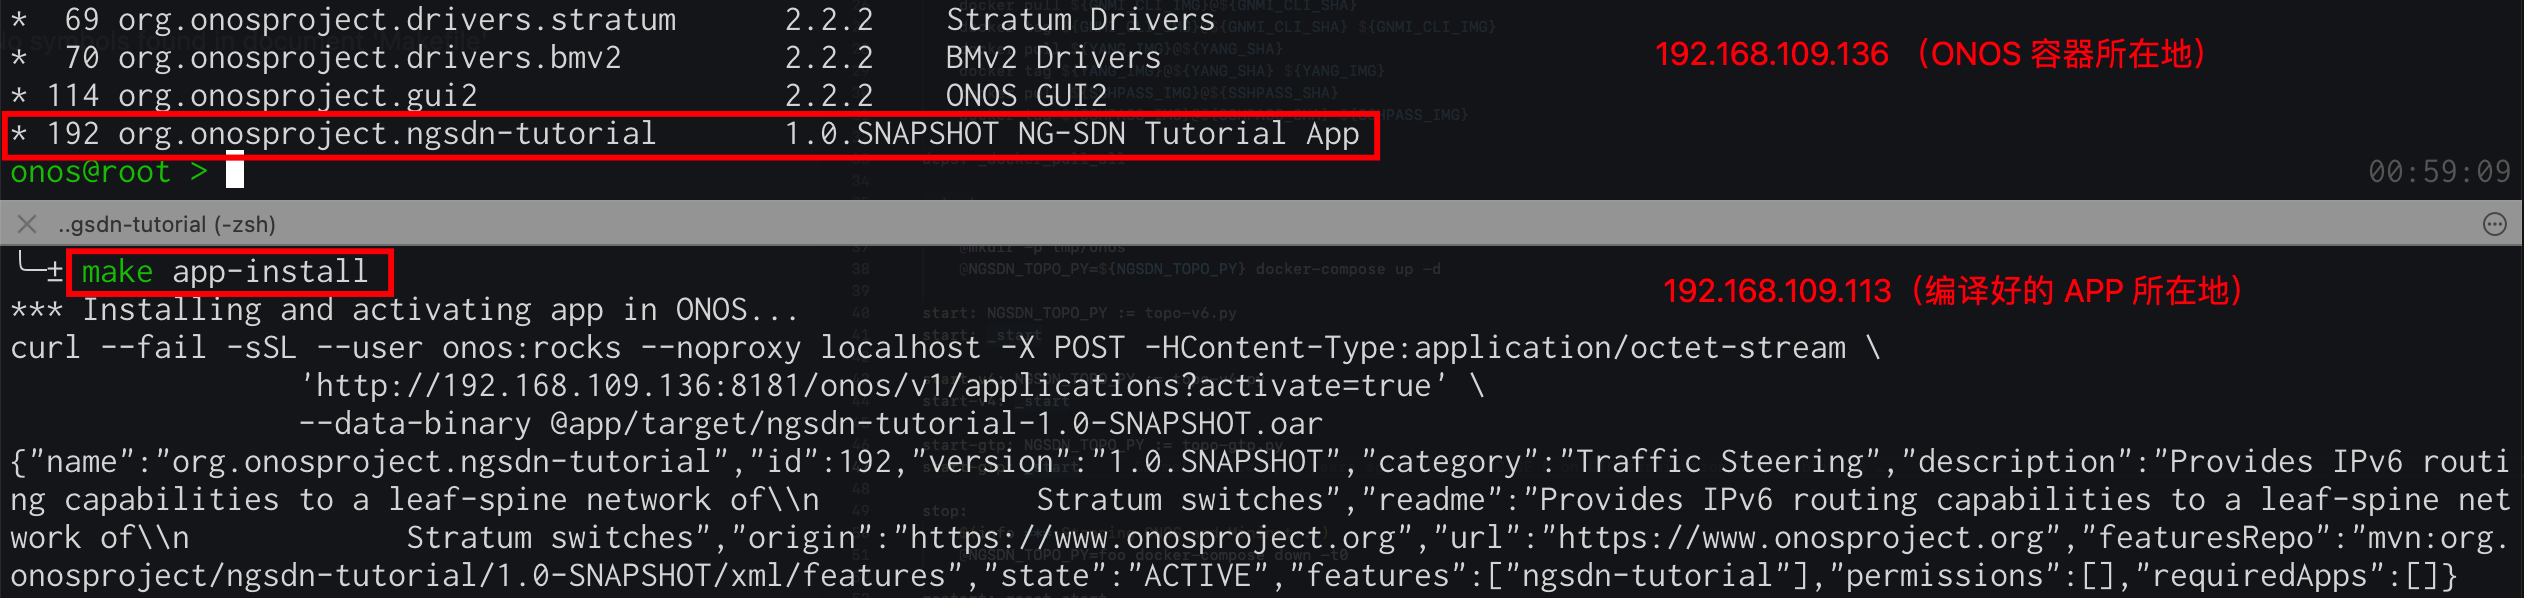 *  69 org.onosproject.drivers.stratum      2.2.2    Stratum Drivers
*  70 org.onosproject.drivers.bmv2         2.2.2    BMv2 Drivers
192.168.109.136 （ONOS 容器所在地）
* 114 org.onosproject.gui2                 2.2.2    ONOS GUI2
* 192 org.onosproject.ngsdn-tutorial       1.0.SNAPSHOT NG-SDN Tutorial App
onos@root >
00:59:09
..gsdn-tutorial (-zsh)
╰─± make app-install
192.168.109.113（编译好的 APP 所在地）
*** Installing and activating app in ONOS...
curl --fail -sSL --user onos:rocks --noproxy localhost -X POST -HContent-Type:application/octet-stream \
'http://192.168.109.136:8181/onos/v1/applications?activate=true' \
--data-binary @app/target/ngsdn-tutorial-1.0-SNAPSHOT.oar
{"name":"org.onosproject.ngsdn-tutorial","id":192,"version":"1.0.SNAPSHOT","category":"Traffic Steering","description":"Provides IPv6 routi
ng capabilities to a leaf-spine network of\\n            Stratum switches","readme":"Provides IPv6 routing capabilities to a leaf-spine net
work of\\n            Stratum switches","origin":"https://www.onosproject.org","url":"https://www.onosproject.org","featuresRepo":"mvn:org.
onosproject/ngsdn-tutorial/1.0-SNAPSHOT/xml/features","state":"ACTIVE","features":["ngsdn-tutorial"],"permissions":[],"requiredApps":[]}